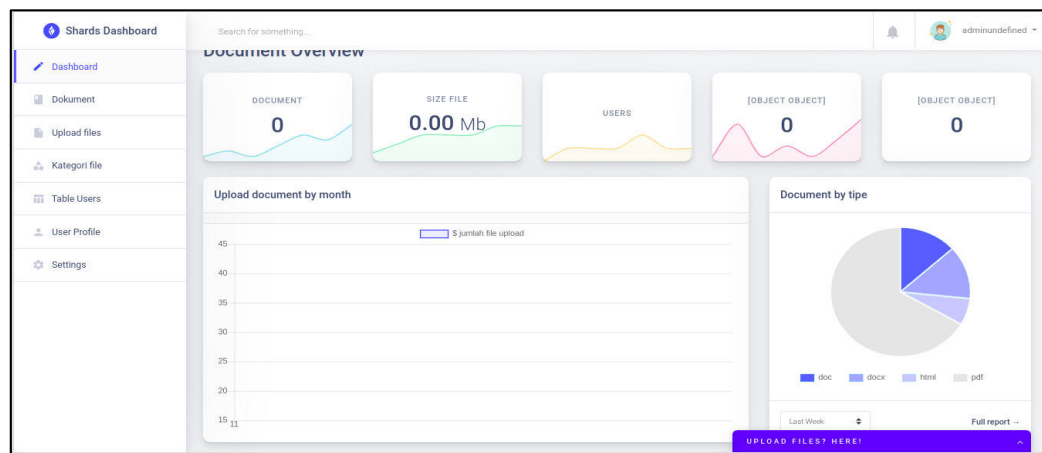 Shards Dashboard
Search for something...
adminundefined
Dashboard
Dokument
Upload files
Kategori file
Table Users
User Profile
Settings
Document Overview
DOCUMENT
0
SIZE FILE
0.00 Mb
USERS
[OBJECT OBJECT]
0
[OBJECT OBJECT]
0
Upload document by month
$ jumlah file upload
45
40
35
30
25
20
15
11
Document by tipe
doc docx html pdf
Last Week
Full report →
UPLOAD FILES? HERE!